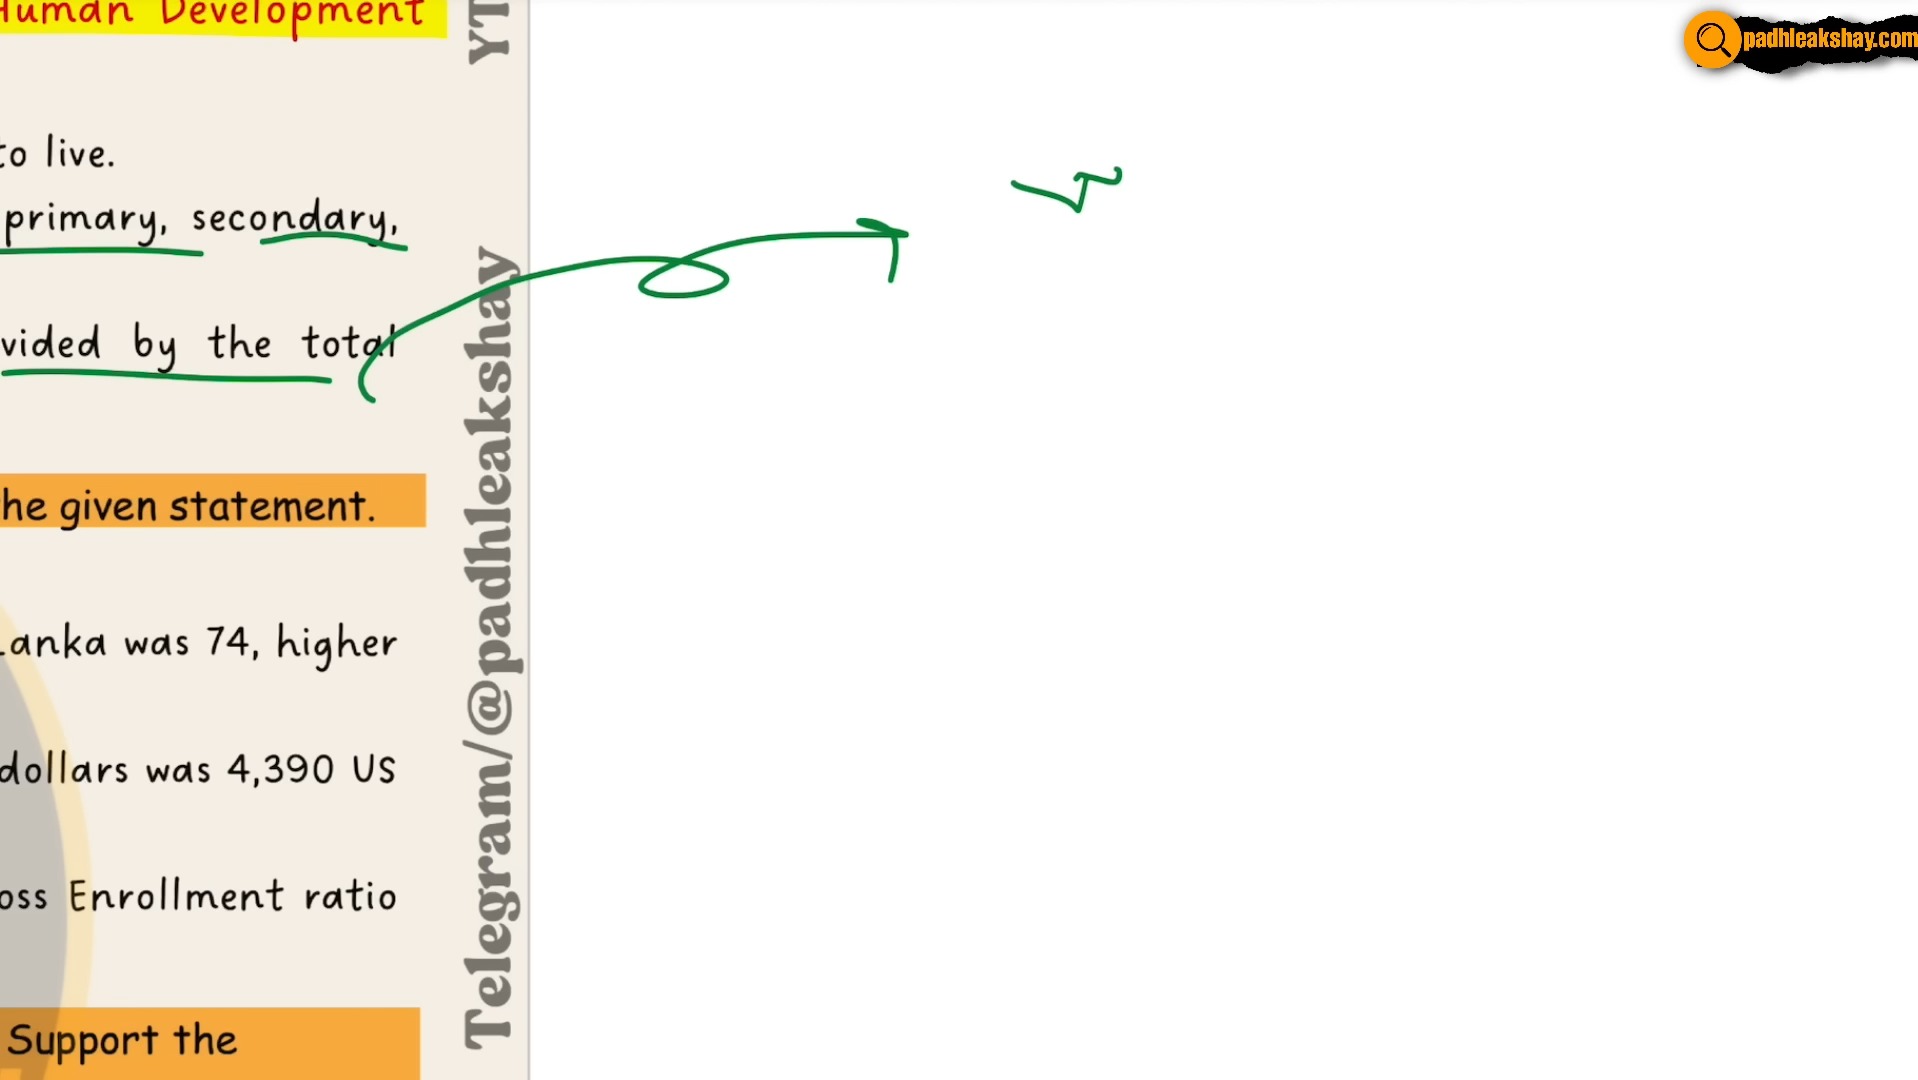 Human Development
to live.
primary, secondary,
vided by the total
he given statement.
Lanka was 74, higher
dollars was 4,390 US
oss Enrollment ratio
Support the
YT
Telegram/@padhleakshay
padhleakshay.com